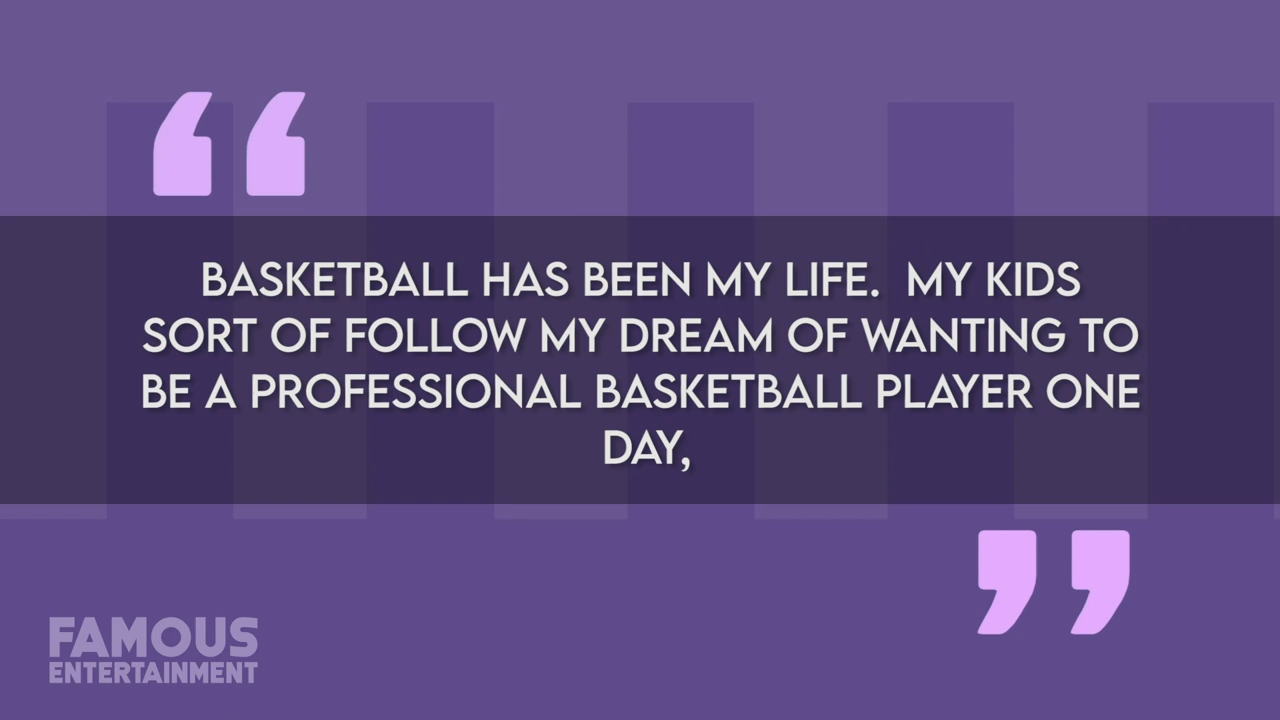 “
BASKETBALL HAS BEEN MY LIFE.  MY KIDS
SORT OF FOLLOW MY DREAM OF WANTING TO
BE A PROFESSIONAL BASKETBALL PLAYER ONE
DAY,
”
FAMOUS
ENTERTAINMENT